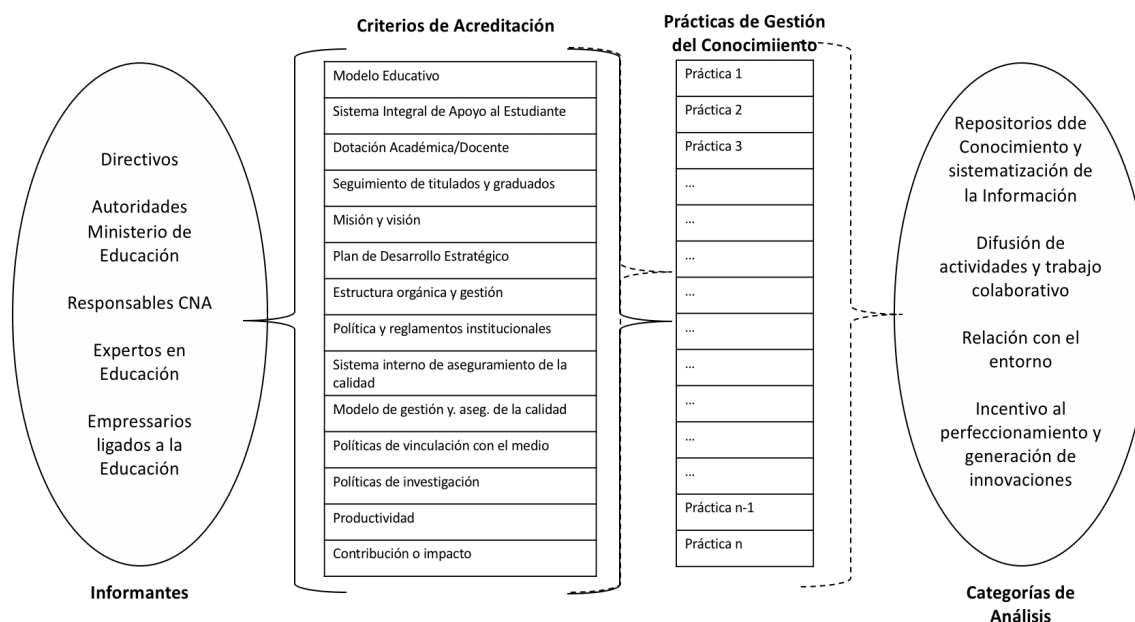 Criterios de Acreditación
Prácticas de Gestión
del Conocimiiento
Directivos
Autoridades
Ministerio de
Educación
Responsables CNA
Expertos en
Educación
Empressarios
ligados a la
Educación
Informantes
Modelo Educativo
Sistema Integral de Apoyo al Estudiante
Dotación Académica/Docente
Seguimiento de titulados y graduados
Misión y visión
Plan de Desarrollo Estratégico
Estructura orgánica y gestión
Política y reglamentos institucionales
Sistema interno de aseguramiento de la
calidad
Modelo de gestión y. aseg. de la calidad
Políticas de vinculación con el medio
Políticas de investigación
Productividad
Contribución o impacto
Práctica 1
Práctica 2
Práctica 3
...
...
...
...
...
...
...
...
...
Práctica n-1
Práctica n
Repositorios dde
Conocimiento y
sistematización de
la Información
Difusión de
actividades y trabajo
colaborativo
Relación con el
entorno
Incentivo al
perfeccionamiento y
generación de
innovaciones
Categorías de
Análisis